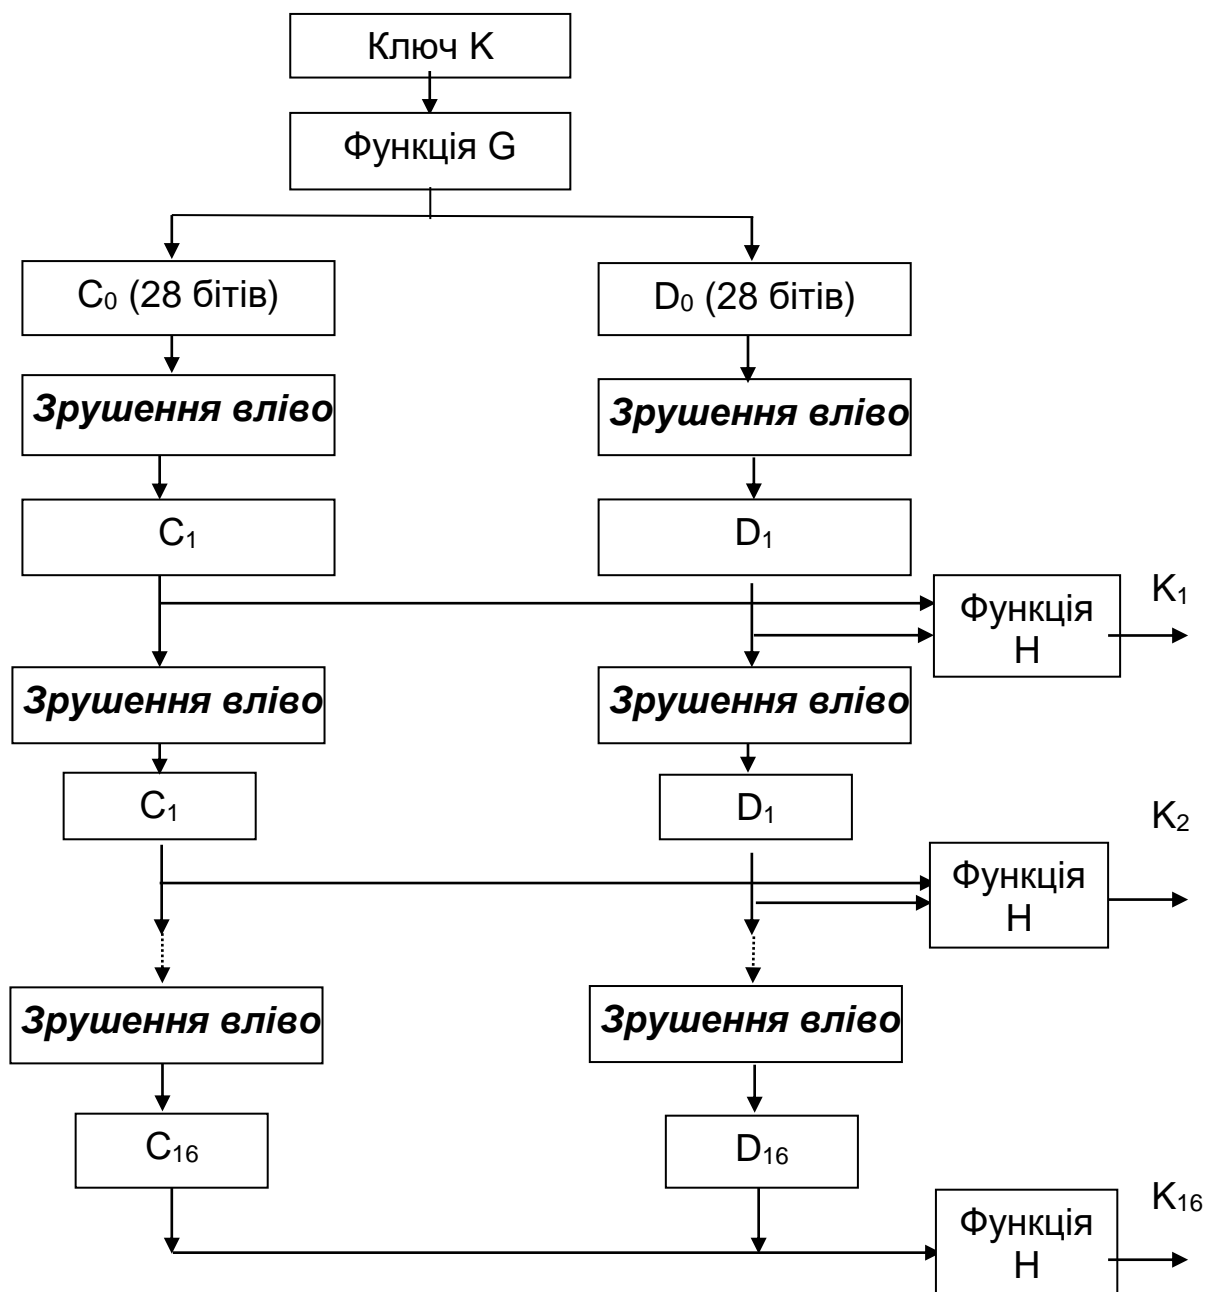 Ключ K
Функція G
C₀ (28 бітів)
D₀ (28 бітів)
Зрушення вліво
Зрушення вліво
C₁
D₁
Функція
H
K₁
Зрушення вліво
Зрушення вліво
C₁
D₁
Функція
H
K₂
Зрушення вліво
Зрушення вліво
C₁₆
D₁₆
Функція
H
K₁₆